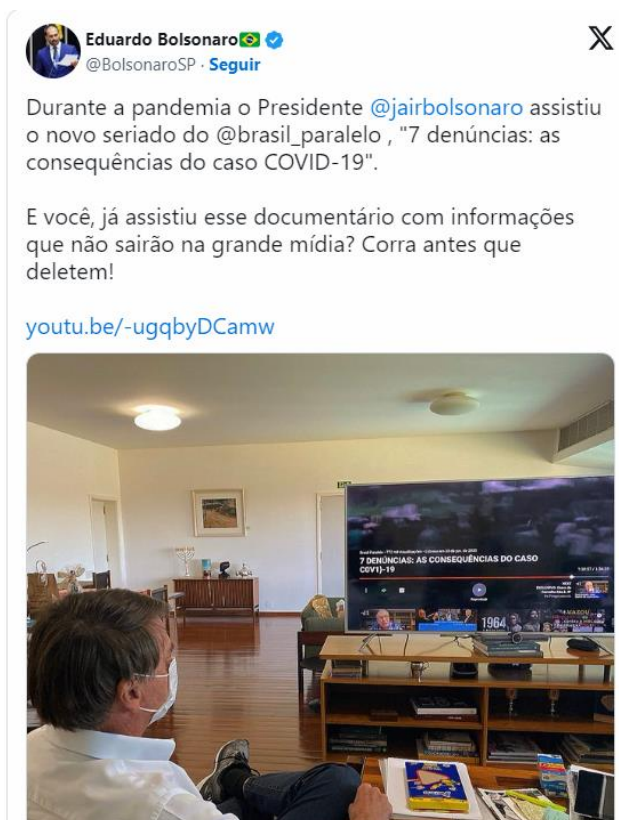 Eduardo Bolsonaro🇧🇷
@BolsonaroSP · Seguir
Durante a pandemia o Presidente @jairbolsonaro assistiu
o novo seriado do @brasil_paralelo , "7 denúncias: as
consequências do caso COVID-19".
E você, já assistiu esse documentário com informações
que não sairão na grande mídia? Corra antes que
deletem!
youtu.be/-ugqbyDCamw
7 DENÚNCIAS: AS CONSEQUÊNCIAS DO CASO
COV1)-19
1964